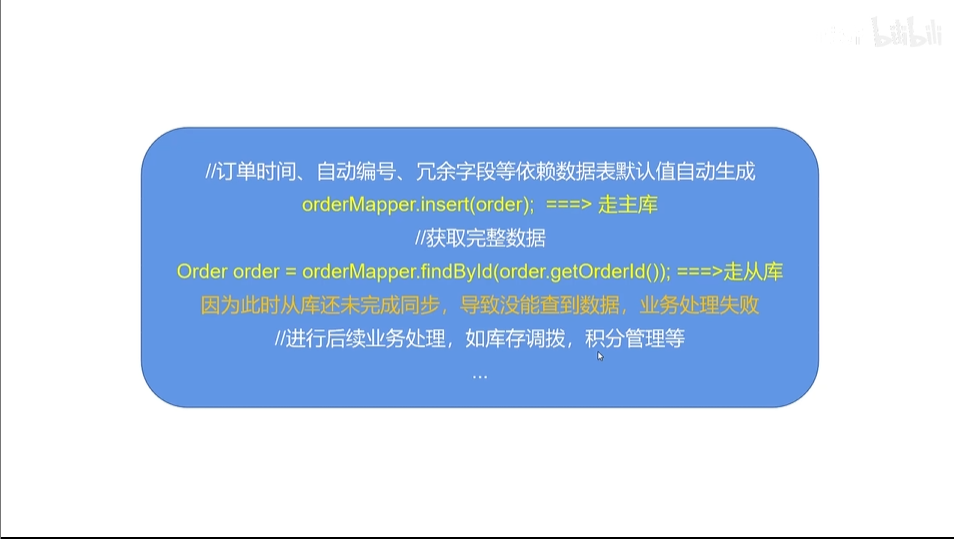 bilibili
//订单时间、自动编号、冗余字段等依赖数据表默认值自动生成
orderMapper.insert(order);  ===> 走主库
//获取完整数据
Order order = orderMapper.findById(order.getOrderId()); ===>走从库
因为此时从库还未完成同步，导致没能查到数据，业务处理失败
//进行后续业务处理，如库存调拨，积分管理等
...